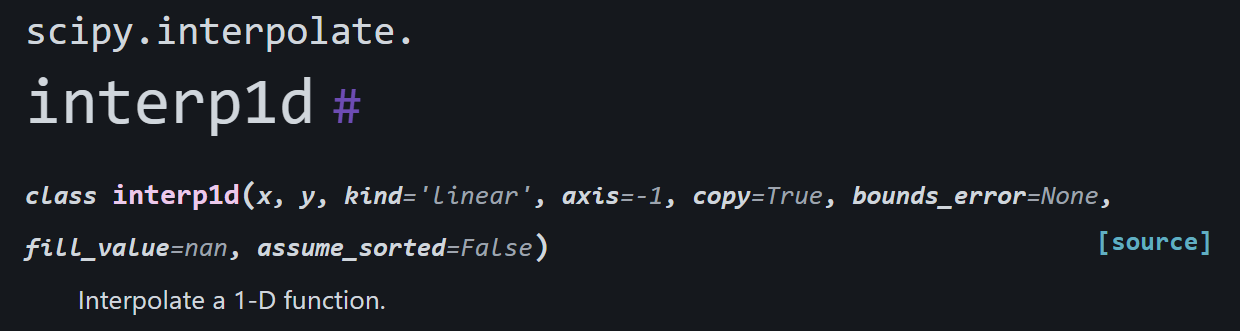 scipy.interpolate.
interp1d #
class interp1d(x, y, kind='linear', axis=-1, copy=True, bounds_error=None,
fill_value=nan, assume_sorted=False) [source]
Interpolate a 1-D function.